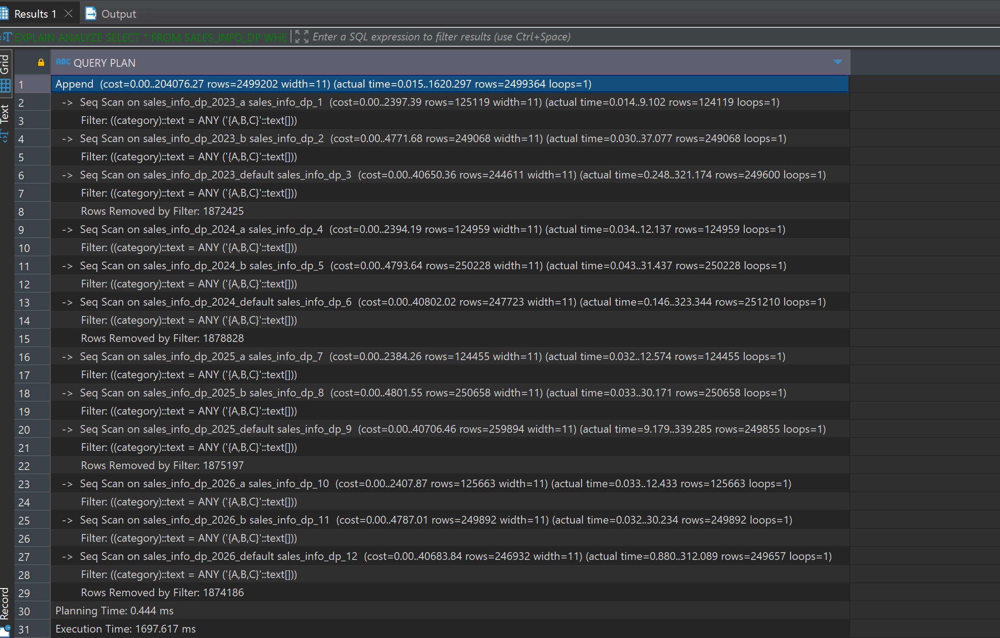 Results 1
Output
EXPLAIN ANALYZE SELECT * FROM SALES_INFO_DP WHE
Enter a SQL expression to filter results (use Ctrl+Space)
Grid
Text
Record
ABC QUERY PLAN
1 Append (cost=0.00..204076.27 rows=2499202 width=11) (actual time=0.015..1620.297 rows=2499364 loops=1)
2 -> Seq Scan on sales_info_dp_2023_a sales_info_dp_1 (cost=0.00..2397.39 rows=125119 width=11) (actual time=0.014..9.102 rows=124119 loops=1)
3 Filter: ((category)::text = ANY ('{A,B,C}'::text[]))
4 -> Seq Scan on sales_info_dp_2023_b sales_info_dp_2 (cost=0.00..4771.68 rows=249068 width=11) (actual time=0.030..37.077 rows=249068 loops=1)
5 Filter: ((category)::text = ANY ('{A,B,C}'::text[]))
6 -> Seq Scan on sales_info_dp_2023_default sales_info_dp_3 (cost=0.00..40650.36 rows=244611 width=11) (actual time=0.248..321.174 rows=249600 loops=1)
7 Filter: ((category)::text = ANY ('{A,B,C}'::text[]))
8 Rows Removed by Filter: 1872425
9 -> Seq Scan on sales_info_dp_2024_a sales_info_dp_4 (cost=0.00..2394.19 rows=124959 width=11) (actual time=0.034..12.137 rows=124959 loops=1)
10 Filter: ((category)::text = ANY ('{A,B,C}'::text[]))
11 -> Seq Scan on sales_info_dp_2024_b sales_info_dp_5 (cost=0.00..4793.64 rows=250228 width=11) (actual time=0.043..31.437 rows=250228 loops=1)
12 Filter: ((category)::text = ANY ('{A,B,C}'::text[]))
13 -> Seq Scan on sales_info_dp_2024_default sales_info_dp_6 (cost=0.00..40802.02 rows=247723 width=11) (actual time=0.146..323.344 rows=251210 loops=1)
14 Filter: ((category)::text = ANY ('{A,B,C}'::text[]))
15 Rows Removed by Filter: 1878828
16 -> Seq Scan on sales_info_dp_2025_a sales_info_dp_7 (cost=0.00..2384.26 rows=124455 width=11) (actual time=0.032..12.574 rows=124455 loops=1)
17 Filter: ((category)::text = ANY ('{A,B,C}'::text[]))
18 -> Seq Scan on sales_info_dp_2025_b sales_info_dp_8 (cost=0.00..4801.55 rows=250658 width=11) (actual time=0.033..30.171 rows=250658 loops=1)
19 Filter: ((category)::text = ANY ('{A,B,C}'::text[]))
20 -> Seq Scan on sales_info_dp_2025_default sales_info_dp_9 (cost=0.00..40706.46 rows=259894 width=11) (actual time=9.179..339.285 rows=249855 loops=1)
21 Filter: ((category)::text = ANY ('{A,B,C}'::text[]))
22 Rows Removed by Filter: 1875197
23 -> Seq Scan on sales_info_dp_2026_a sales_info_dp_10 (cost=0.00..2407.87 rows=125663 width=11) (actual time=0.033..12.433 rows=125663 loops=1)
24 Filter: ((category)::text = ANY ('{A,B,C}'::text[]))
25 -> Seq Scan on sales_info_dp_2026_b sales_info_dp_11 (cost=0.00..4787.01 rows=249892 width=11) (actual time=0.032..30.234 rows=249892 loops=1)
26 Filter: ((category)::text = ANY ('{A,B,C}'::text[]))
27 -> Seq Scan on sales_info_dp_2026_default sales_info_dp_12 (cost=0.00..40683.84 rows=246932 width=11) (actual time=0.880..312.089 rows=249657 loops=1)
28 Filter: ((category)::text = ANY ('{A,B,C}'::text[]))
29 Rows Removed by Filter: 1874186
30 Planning Time: 0.444 ms
31 Execution Time: 1697.617 ms